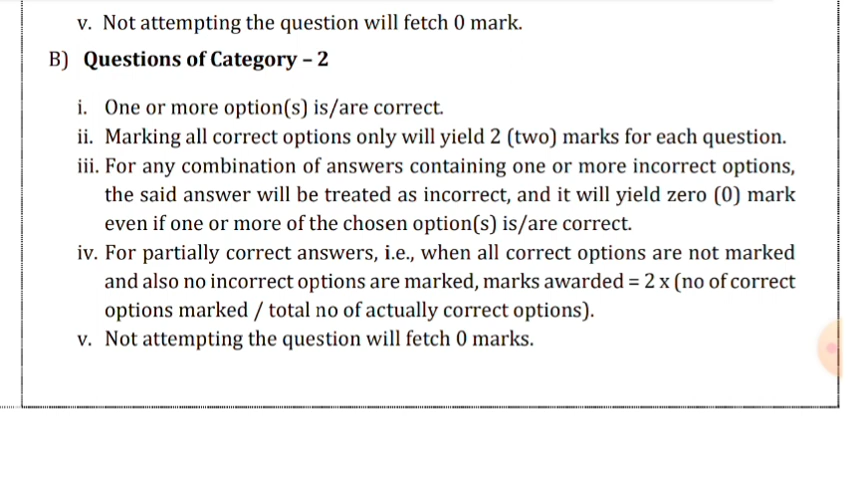 v. Not attempting the question will fetch 0 mark.
B) Questions of Category – 2
i. One or more option(s) is/are correct.
ii. Marking all correct options only will yield 2 (two) marks for each question.
iii. For any combination of answers containing one or more incorrect options,
the said answer will be treated as incorrect, and it will yield zero (0) mark
even if one or more of the chosen option(s) is/are correct.
iv. For partially correct answers, i.e., when all correct options are not marked
and also no incorrect options are marked, marks awarded = 2 x (no of correct
options marked / total no of actually correct options).
v. Not attempting the question will fetch 0 marks.